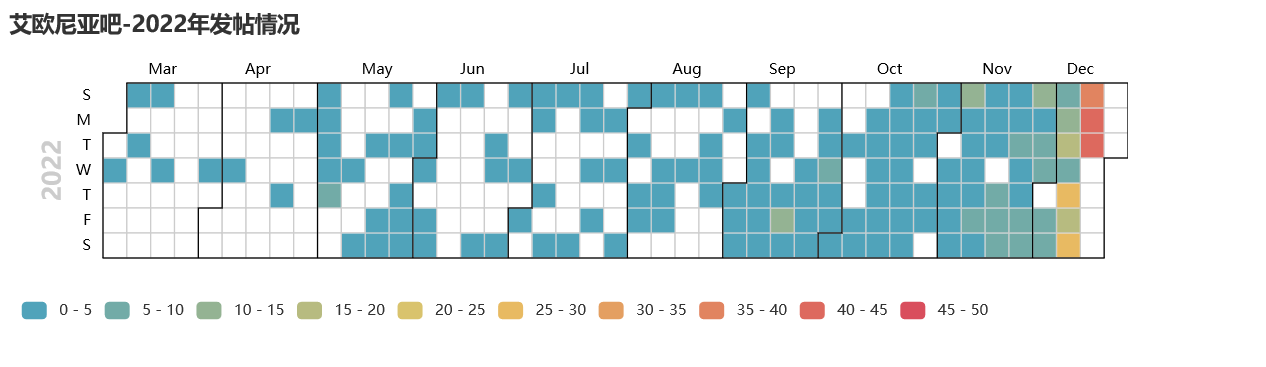 艾欧尼亚吧-2022年发帖情况
Mar Apr May Jun Jul Aug Sep Oct Nov Dec
2022
S
M
T
W
T
F
S
0 - 5 5 - 10 10 - 15 15 - 20 20 - 25 25 - 30 30 - 35 35 - 40 40 - 45 45 - 50